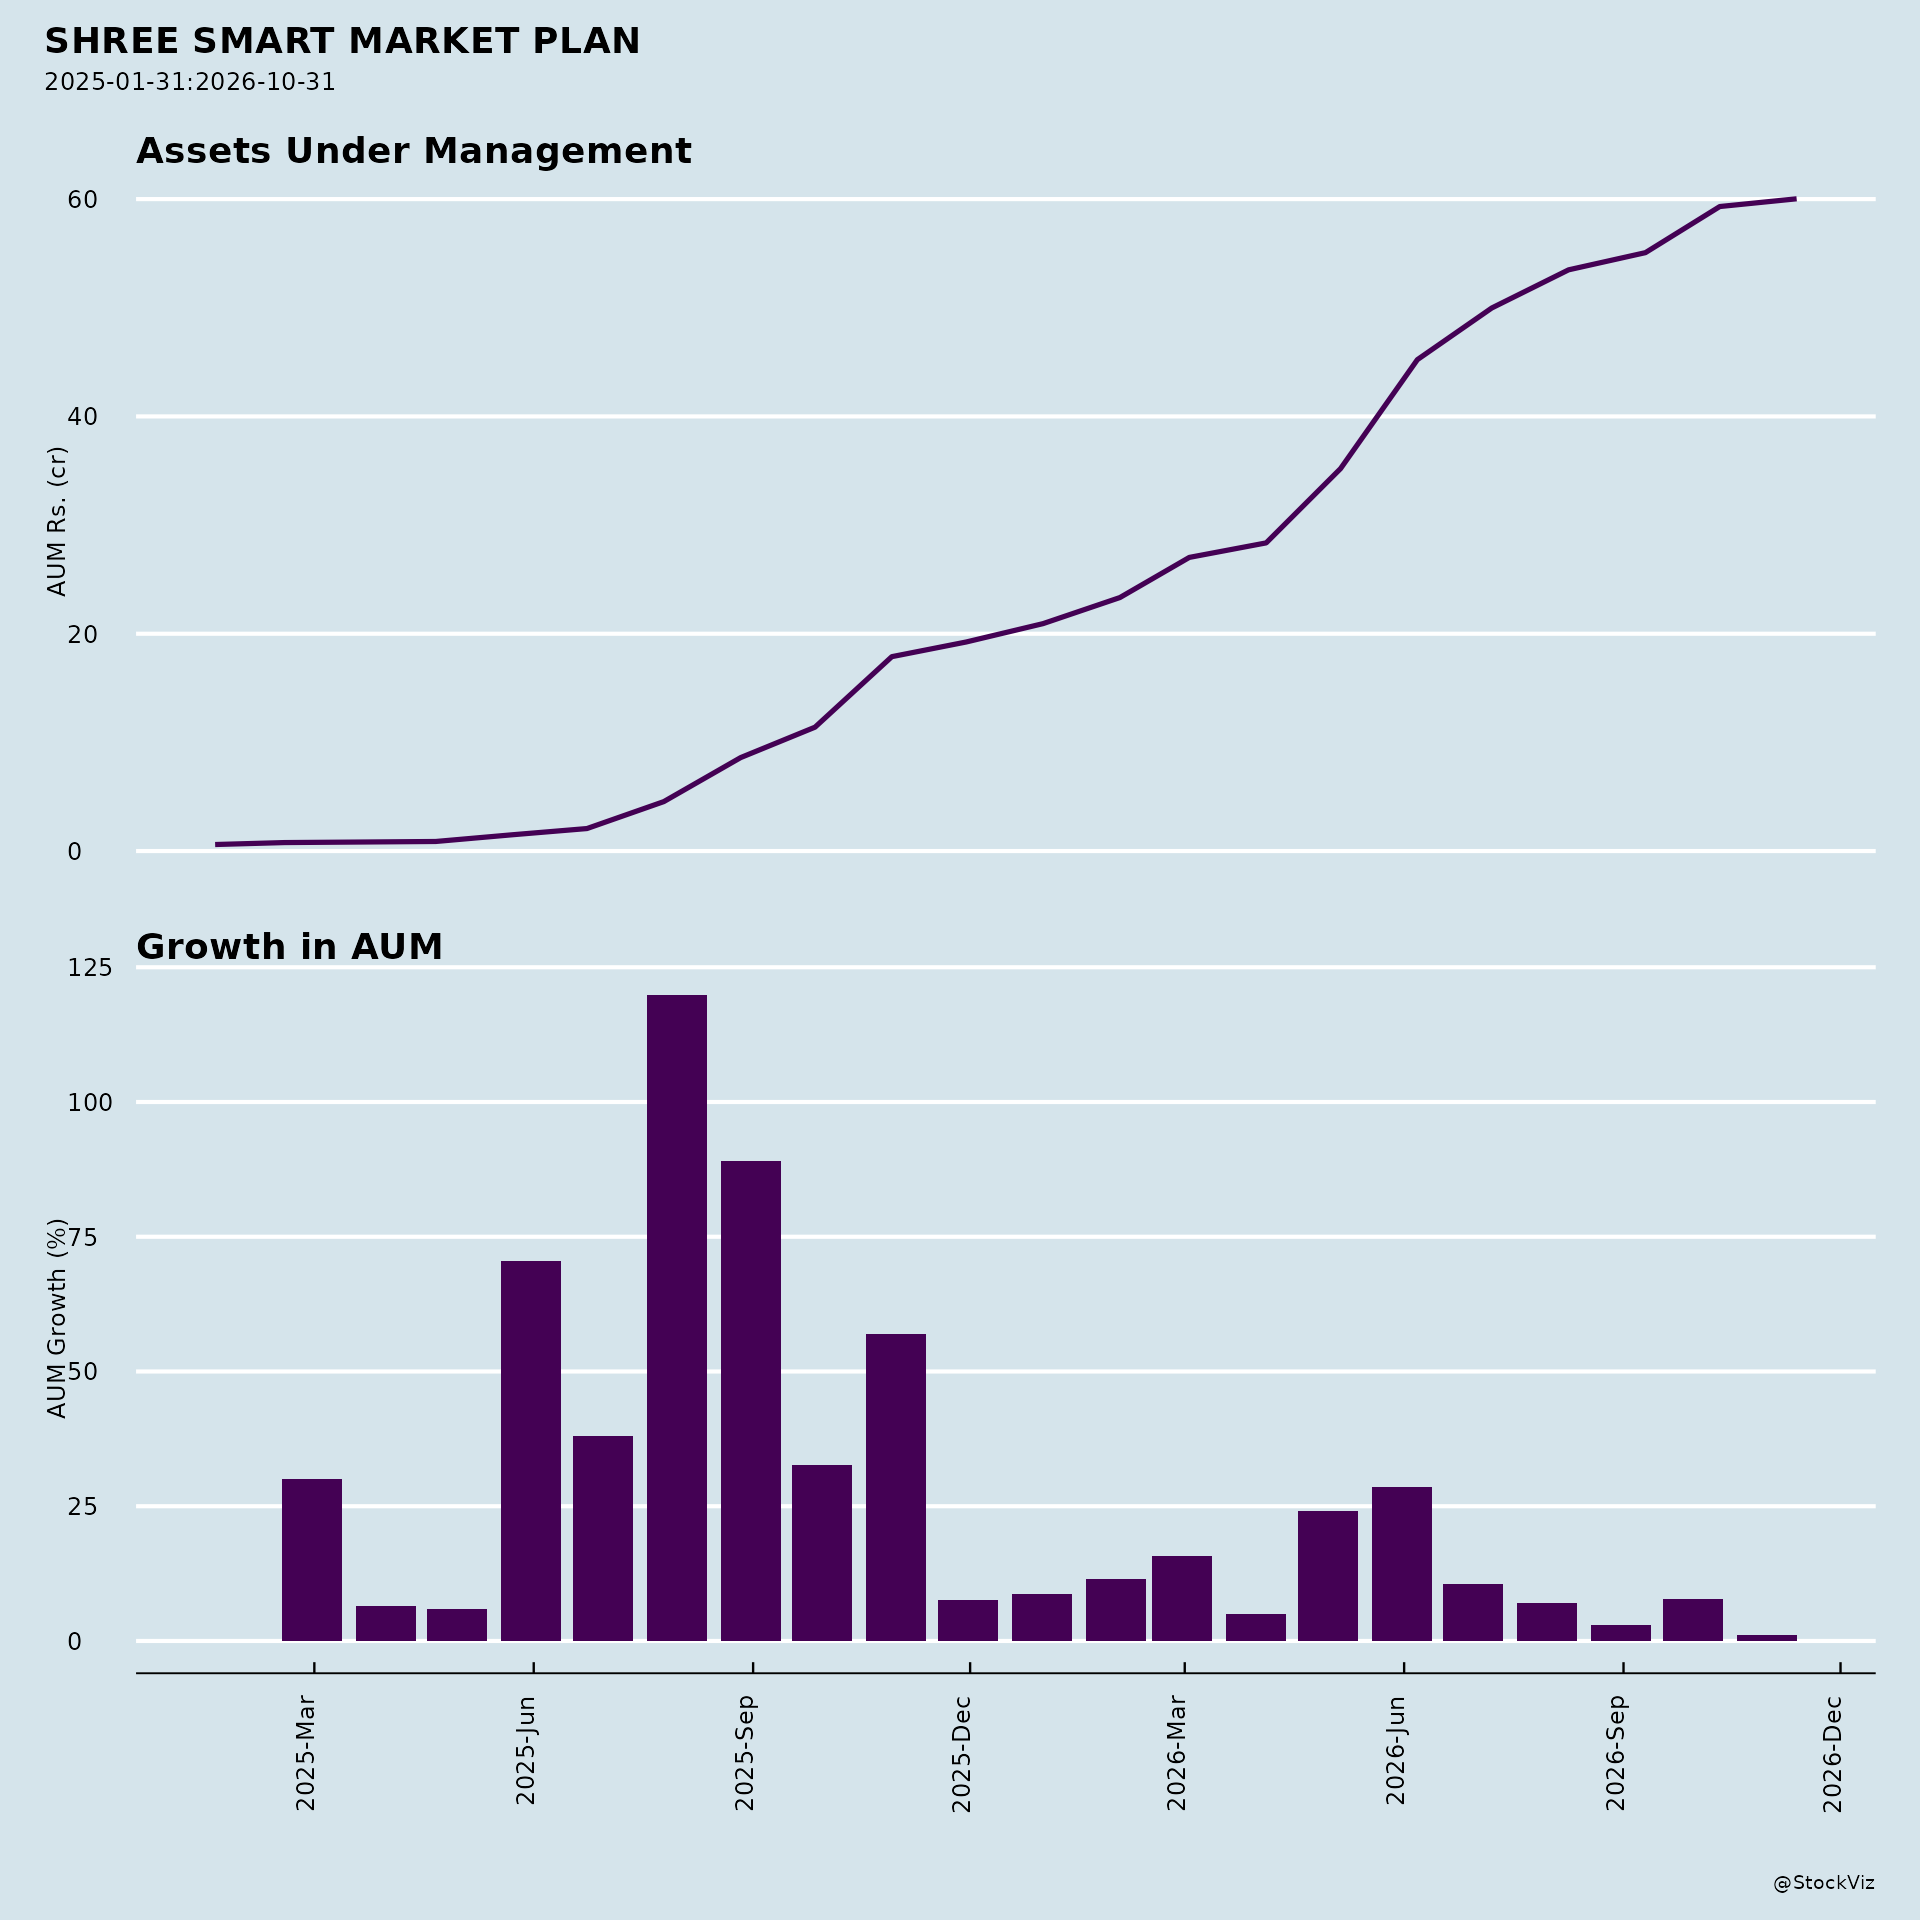 SHREE SMART MARKET PLAN
2025-01-31:2026-10-31
Assets Under Management
60
40
20
0
AUM Rs. (cr)
Growth in AUM
125
100
75
50
25
0
AUM Growth (%)
2025-Mar
2025-Jun
2025-Sep
2025-Dec
2026-Mar
2026-Jun
2026-Sep
2026-Dec
@StockViz